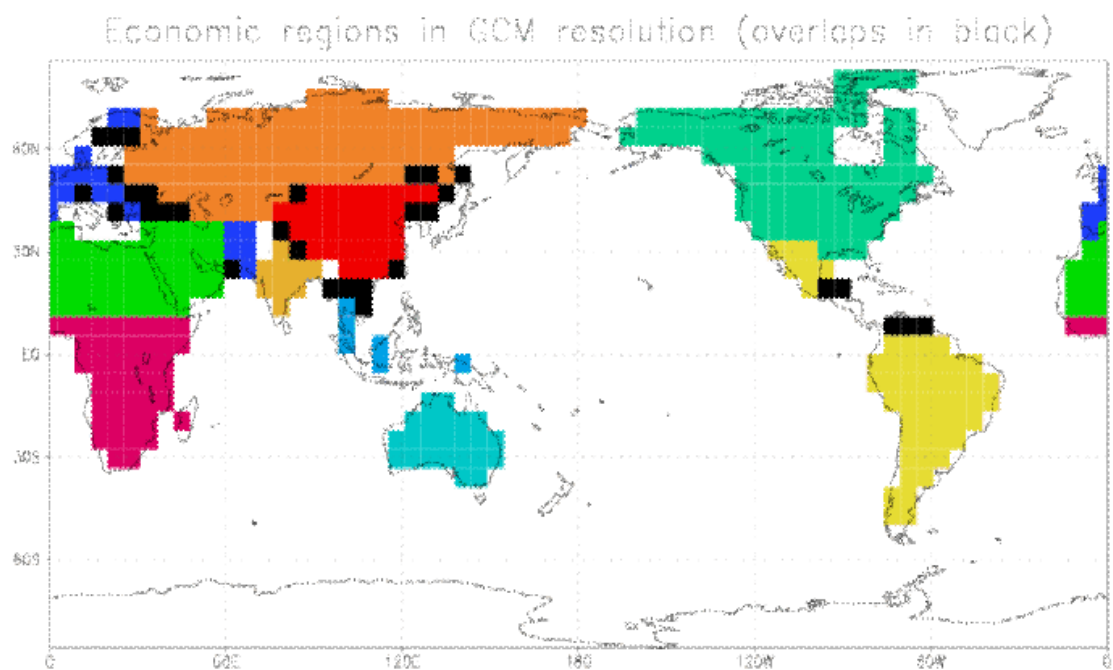 Economic regions in GCM resolution (overlaps in black)
60N
30N
EQ
30S
60S
0 60E 120E 180 120W 60W 0